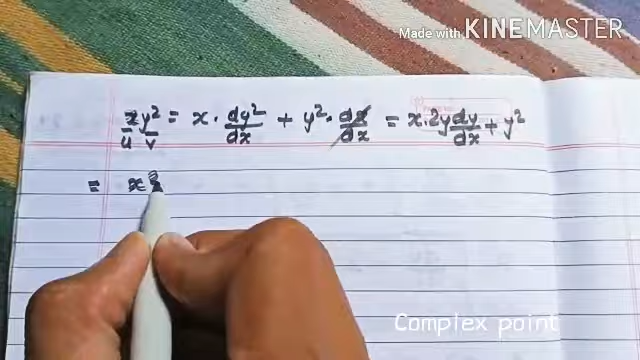 Made with KINEMASTER
xy² = x · dy²/dx + y² · dx/dx = x · 2y dy/dx + y²
u v
= x
Complex point